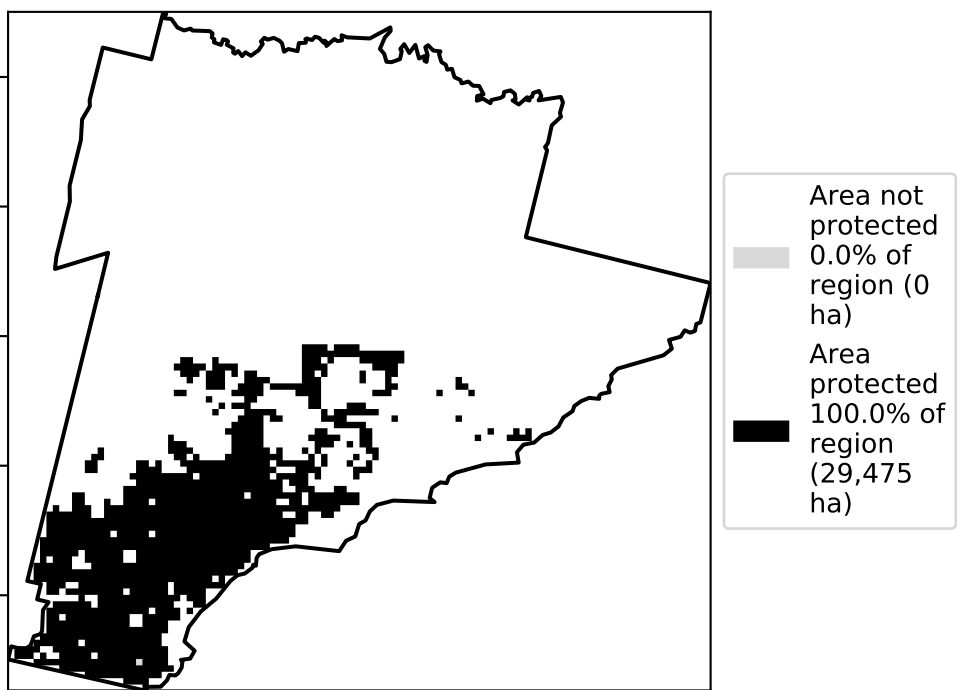 Area not
protected
0.0% of
region (0
ha)
Area
protected
100.0% of
region
(29,475
ha)